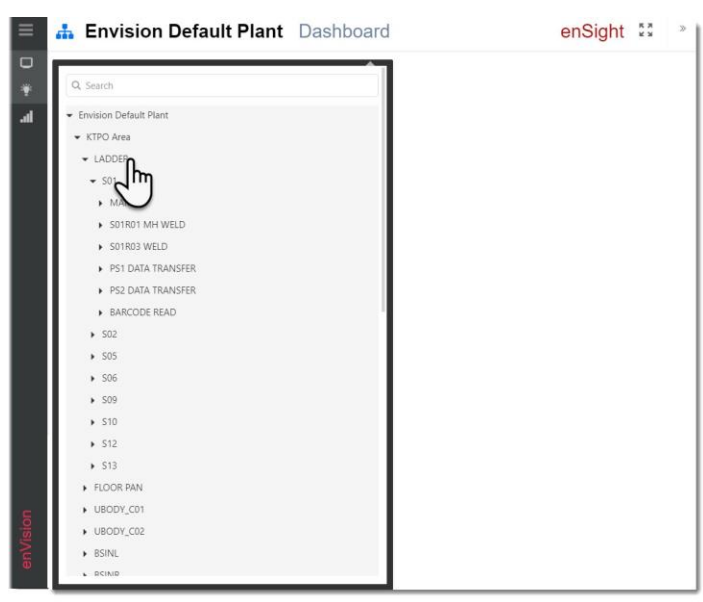 Envision Default Plant Dashboard enSight
Search
Envision Default Plant
KTPO Area
LADDER
S01
S01R01 MH WELD
S01R03 WELD
PS1 DATA TRANSFER
PS2 DATA TRANSFER
BARCODE READ
S02
S05
S06
S09
S10
S12
S13
FLOOR PAN
UBODY_C01
UBODY_C02
BSINL
BSINR
enVision